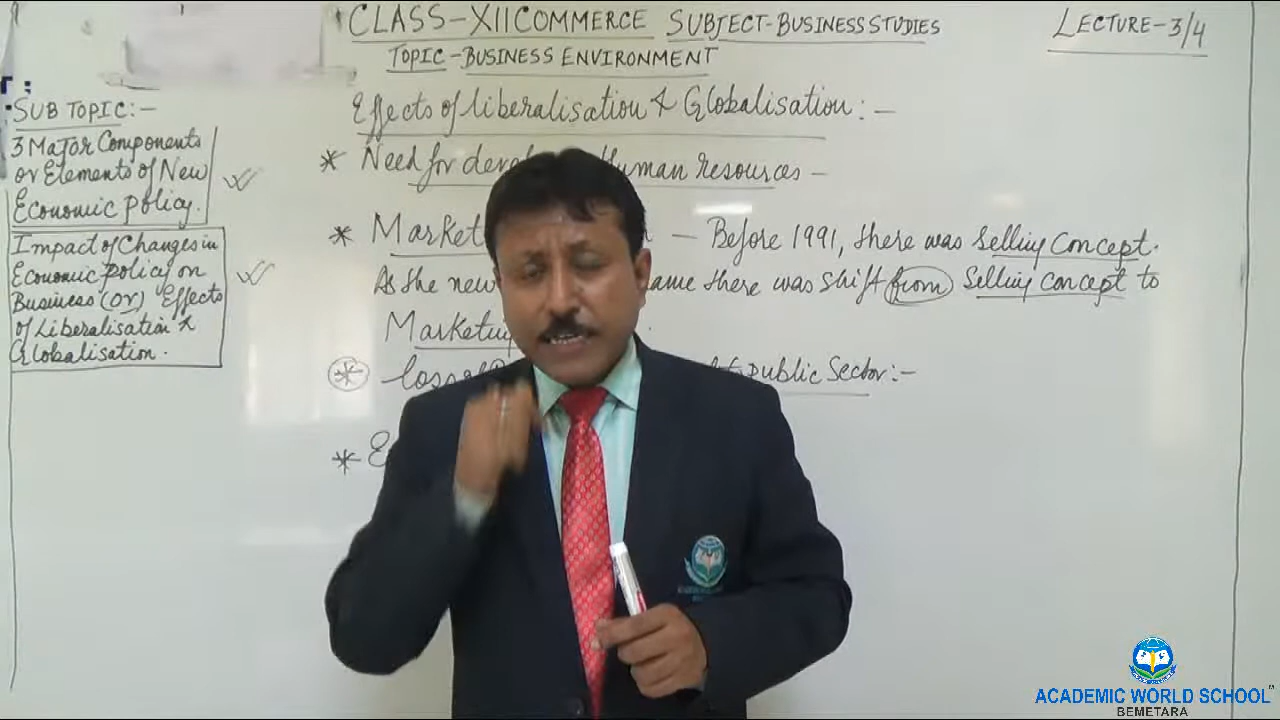 CLASS-XII COMMERCE SUBJECT-BUSINESS STUDIES
LECTURE-3/4
TOPIC-BUSINESS ENVIRONMENT
SUB TOPIC:-
3 Major Components
or Elements of New
Economic Policy.
Impact of Changes in
Economic Policy on
Business (or) Effects
of Liberalisation &
Globalisation.
Effects of liberalisation & Globalisation:-
* Need for Human resources -
* Market - Before 1991, there was selling Concept.
As the new came there was shift from selling concept to
* public Sector:-
*
ACADEMIC WORLD SCHOOL
BEMETARA